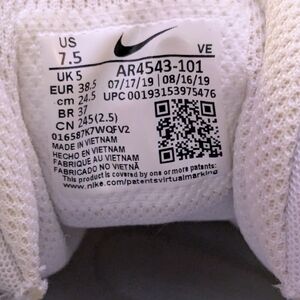 US VE
7.5
UK 5 AR4543-101
EUR 38.5 07/17/19 08/16/19
cm 24.5 UPC 00193153975476
BR 37
CN 245(2.5)
016587K7WQFV2
MADE IN VIETNAM
HECHO EN VIETNAM
FABRIQUÉ AU VIETNAM
FABRICADO NO VIETNÃ
This product is covered by one or more patents:
www.nike.com/patentsvirtualmarking